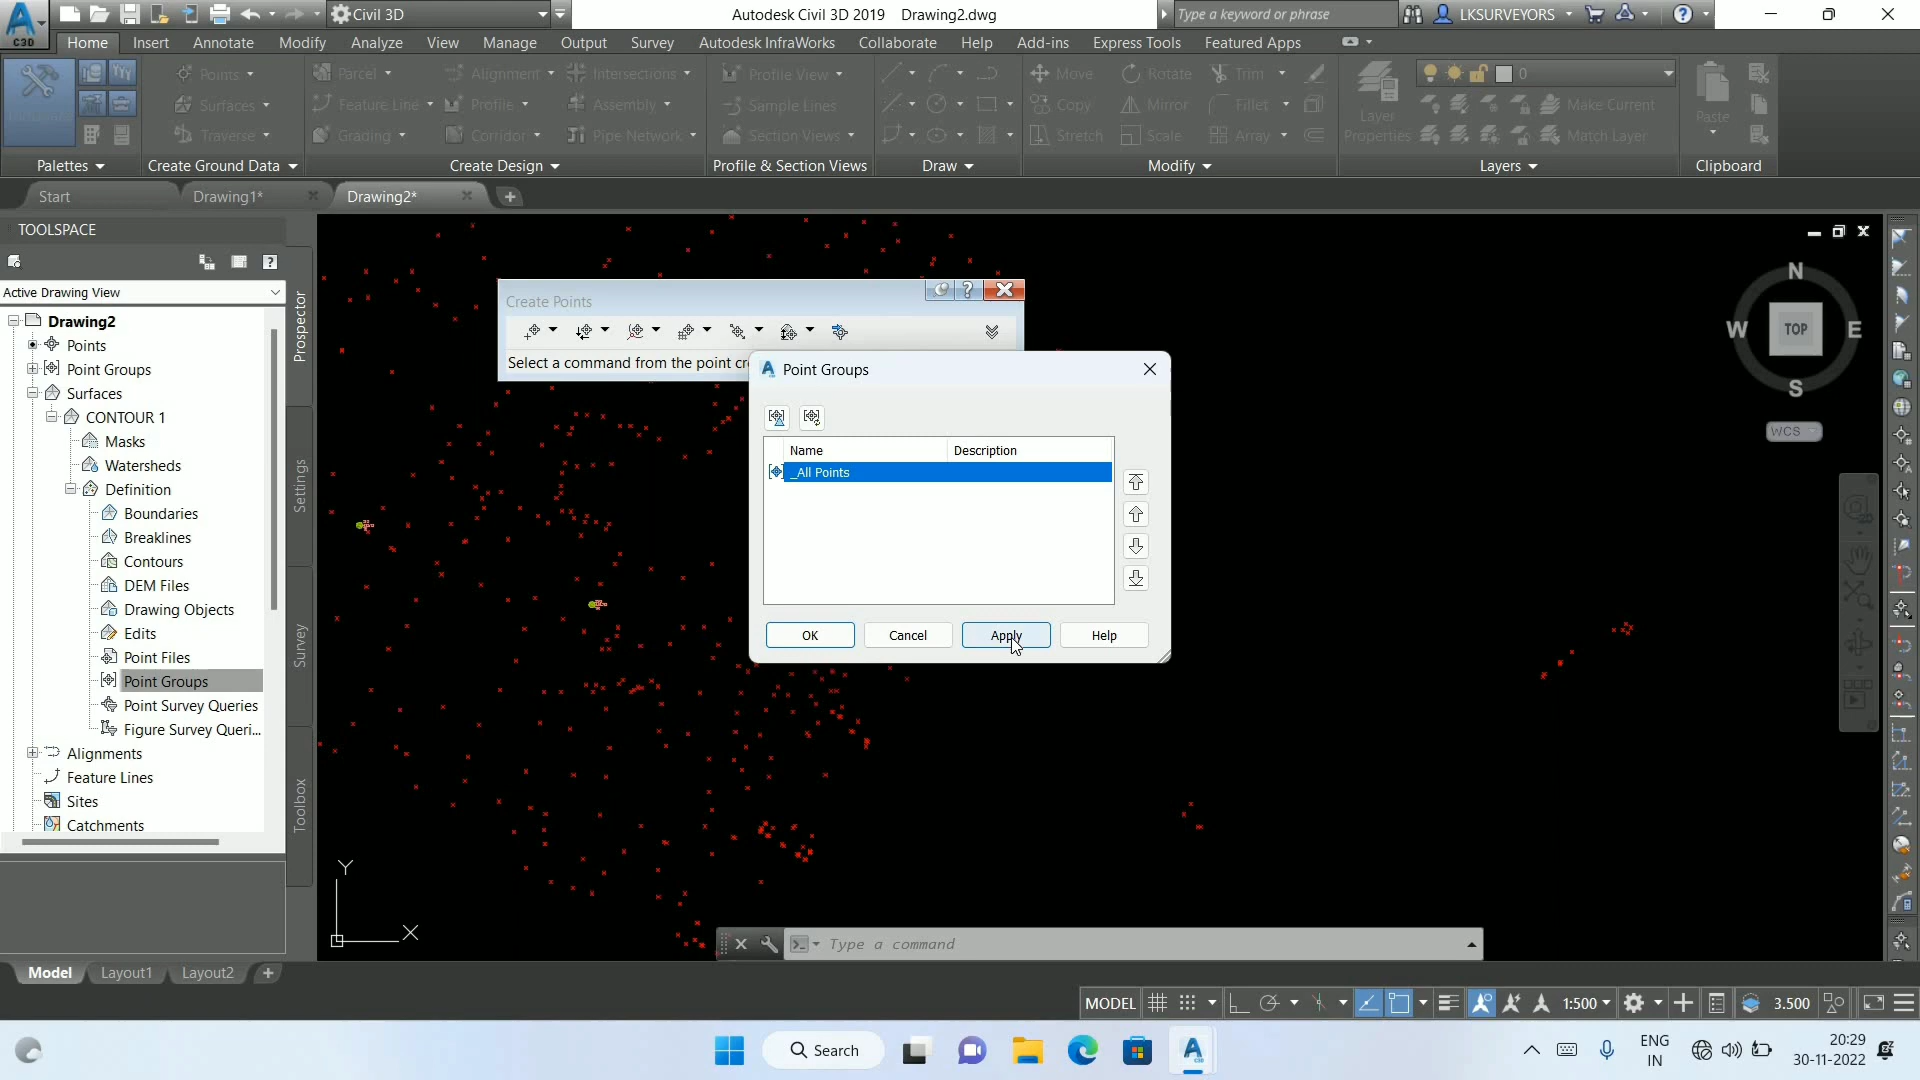 Civil 3D
Autodesk Civil 3D 2019 Drawing2.dwg
Type a keyword or phrase
LKSURVEYORS
C3D
Home Insert Annotate Modify Analyze View Manage Output Survey Autodesk InfraWorks Collaborate Help Add-ins Express Tools Featured Apps
Points Parcel Alignment Intersections Profile View Move Rotate Trim 0
Surfaces Feature Line Profile Assembly Sample Lines Copy Mirror Fillet Make Current
Traverse Grading Corridor Pipe Network Section Views Stretch Scale Array Layer Properties Match Layer Paste
Palettes Create Ground Data Create Design Profile & Section Views Draw Modify Layers Clipboard
Start Drawing1* Drawing2*
TOOLSPACE
Active Drawing View
Prospector
Settings
Survey
Toolbox
Drawing2
Points
Point Groups
Surfaces
CONTOUR 1
Masks
Watersheds
Definition
Boundaries
Breaklines
Contours
DEM Files
Drawing Objects
Edits
Point Files
Point Groups
Point Survey Queries
Figure Survey Queri...
Alignments
Feature Lines
Sites
Catchments
Create Points
Select a command from the point cr
Point Groups
Name Description
_All Points
OK Cancel Apply Help
N
W TOP E
S
WCS
Y
X
Type a command
Model Layout1 Layout2
MODEL 1:500 3.500
Search
ENG
IN
20:29
30-11-2022